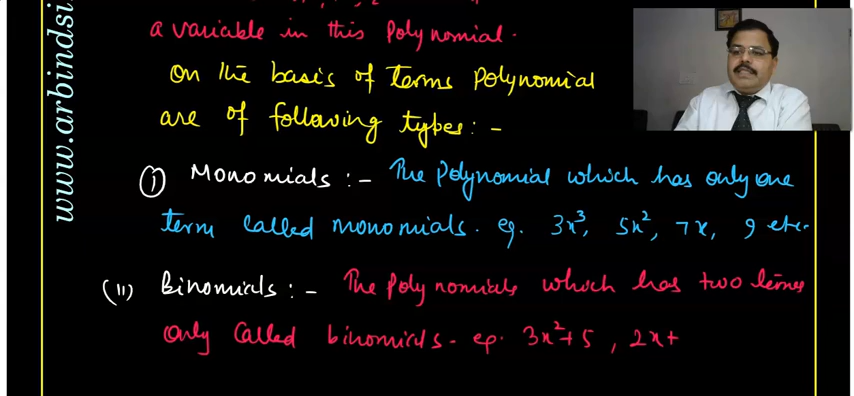 a variable in this Polynomial.
On the basis of terms Polynomial
are of following types:-
(i) Monomials:- The Polynomial which has only one
term called monomials. eg. 3x³, 5x², 7x, 9 etc.
(ii) Binomials:- The Polynomials which has two terms
only called binomials. eg. 3x²+5, 2x+
www.arbindsi